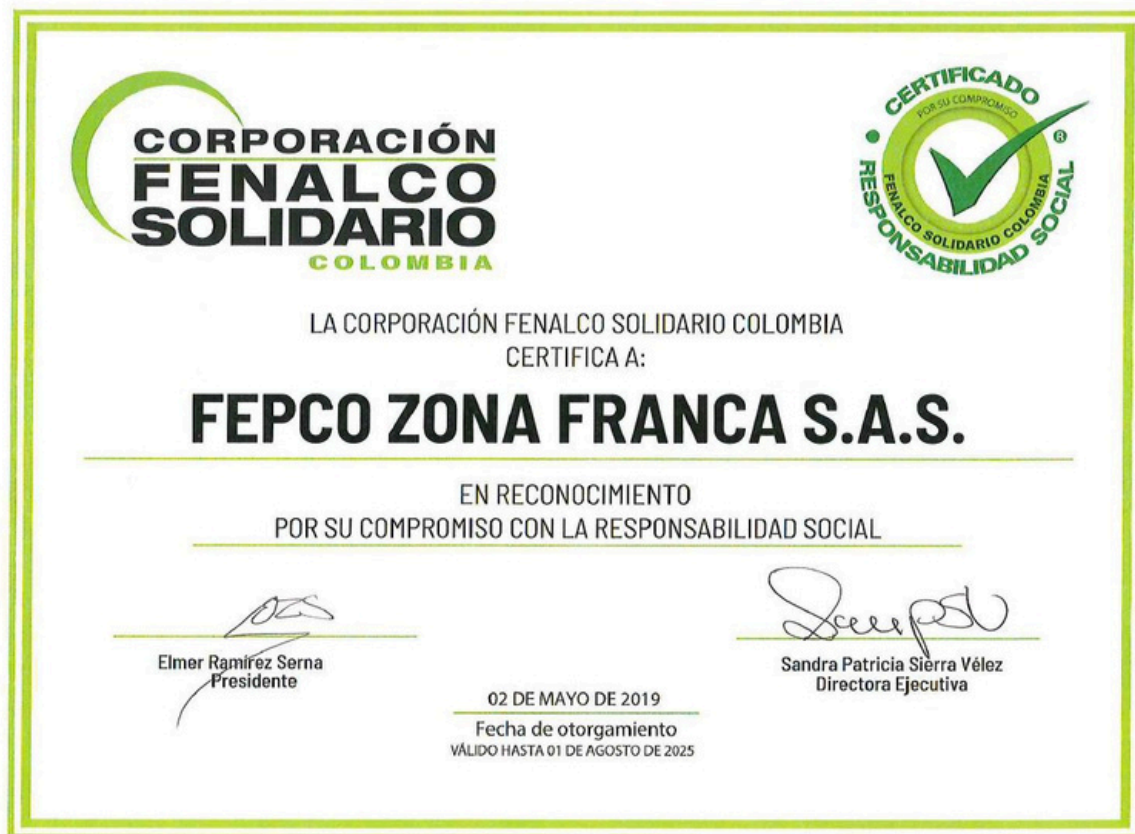 CORPORACIÓN
FENALCO
SOLIDARIO
COLOMBIA
CERTIFICADO
POR SU COMPROMISO
®
FENALCO SOLIDARIO COLOMBIA
RESPONSABILIDAD SOCIAL
LA CORPORACIÓN FENALCO SOLIDARIO COLOMBIA
CERTIFICA A:
FEPCO ZONA FRANCA S.A.S.
EN RECONOCIMIENTO
POR SU COMPROMISO CON LA RESPONSABILIDAD SOCIAL
Elmer Ramírez Serna
Presidente
Sandra Patricia Sierra Vélez
Directora Ejecutiva
02 DE MAYO DE 2019
Fecha de otorgamiento
VÁLIDO HASTA 01 DE AGOSTO DE 2025